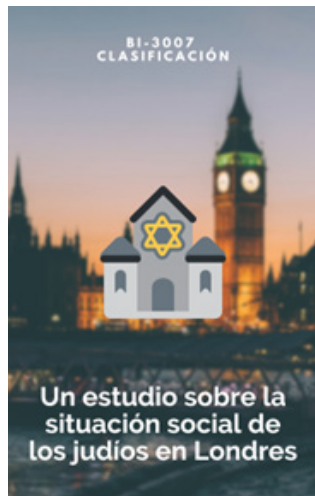 BI-3007
CLASIFICACIÓN
Un estudio sobre la
situación social de
los judíos en Londres